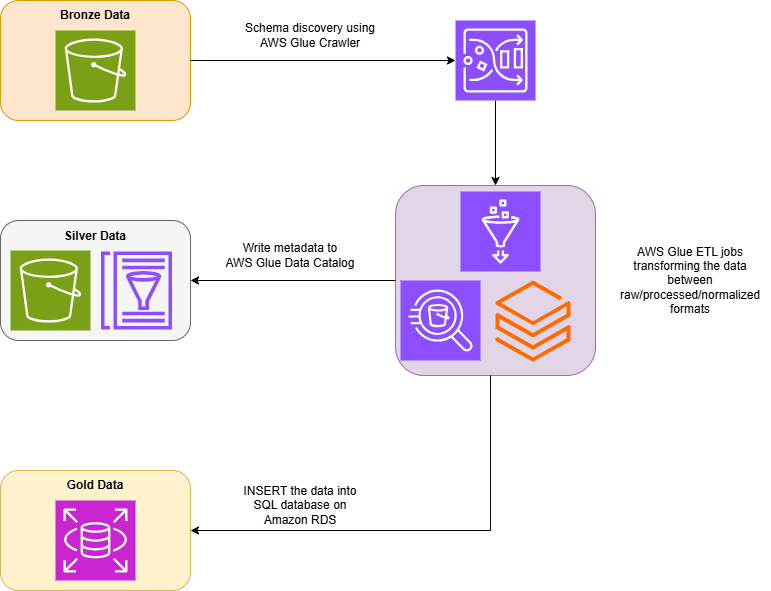 Bronze Data
Schema discovery using
AWS Glue Crawler
Silver Data
Write metadata to
AWS Glue Data Catalog
AWS Glue ETL jobs
transforming the data
between
raw/processed/normalized
formats
Gold Data
INSERT the data into
SQL database on
Amazon RDS